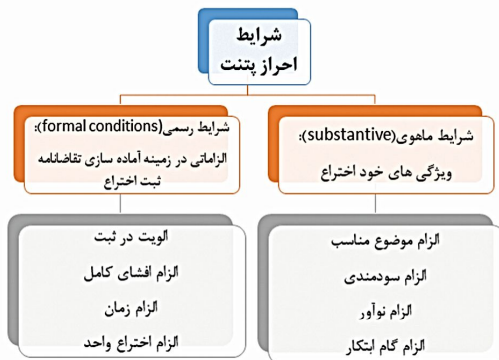 شرایط
احراز پتنت
شرایط ماهوی(substantive):
ویژگی های خود اختراع
شرایط رسمی(formal conditions):
الزاماتی در زمینه آماده سازی تقاضانامه
ثبت اختراع
الزام موضوع مناسب
الزام سودمندی
الزام نوآور
الزام گام ابتکار
الویت در ثبت
الزام افشای کامل
الزام زمان
الزام اختراع واحد